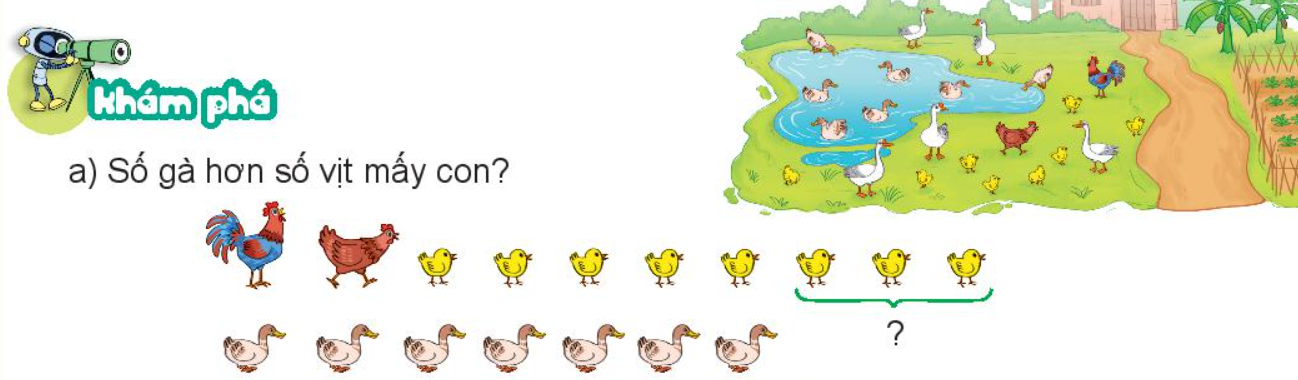 Khám phá
a) Số gà hơn số vịt mấy con?
?